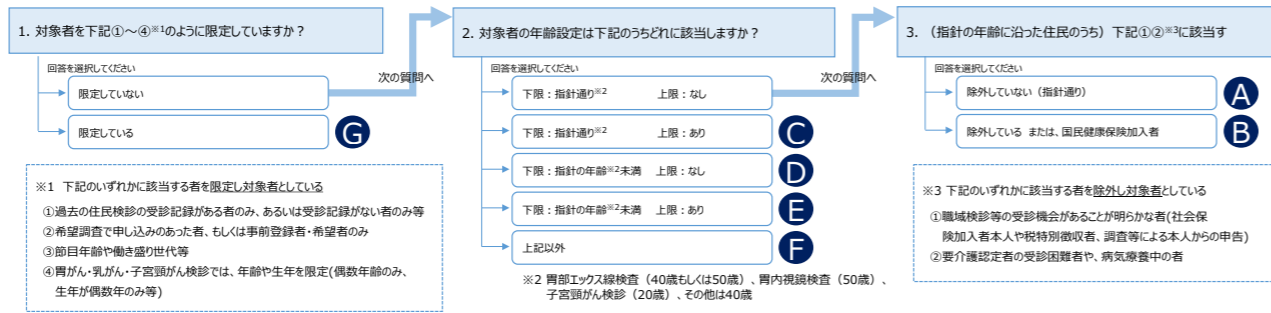 1. 対象者を下記①～④※1のように限定していますか？
回答を選択してください
限定していない
次の質問へ
限定している
G
※1 下記のいずれかに該当する者を限定し対象者としている
①過去の住民検診の受診記録がある者のみ、あるいは受診記録がない者のみ等
②希望調査で申し込みのあった者、もしくは事前登録者・希望者のみ
③節目年齢や働き盛り世代等
④胃がん・乳がん・子宮頸がん検診では、年齢や生年を限定(偶数年齢のみ、
生年が偶数年のみ等)
2. 対象者の年齢設定は下記のうちどれに該当しますか？
回答を選択してください
次の質問へ
下限：指針通り※2 上限：なし
下限：指針通り※2 上限：あり
C
下限：指針の年齢※2未満 上限：なし
D
下限：指針の年齢※2未満 上限：あり
E
上記以外
F
※2 胃部エックス線検査（40歳もしくは50歳）、胃内視鏡検査（50歳）、
子宮頸がん検診（20歳）、その他は40歳
3. （指針の年齢に沿った住民のうち）下記①②※3に該当す
回答を選択してください
除外していない（指針通り）
A
除外している または、国民健康保険加入者
B
※3 下記のいずれかに該当する者を除外し対象者としている
①職域検診等の受診機会があることが明らかな者(社会保
険加入者本人や税特別徴収者、調査等による本人からの申告)
②要介護認定者の受診困難者や、病気療養中の者